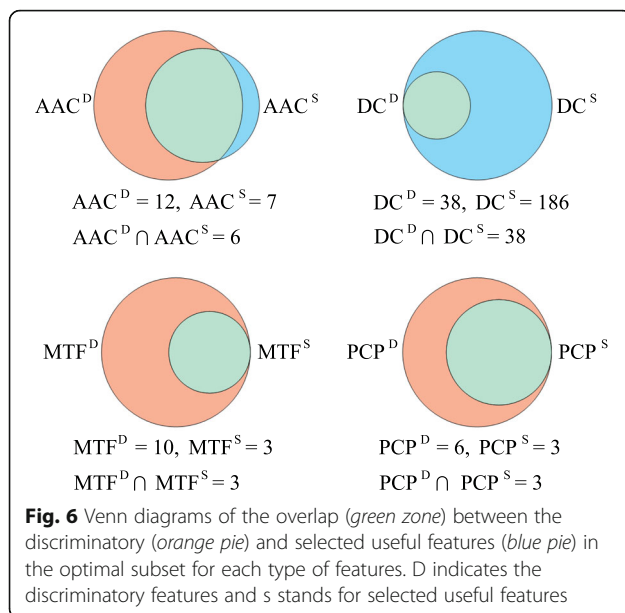 AAC^D AAC^S
AAC^D = 12, AAC^S = 7
AAC^D ∩ AAC^S = 6
DC^D DC^S
DC^D = 38, DC^S = 186
DC^D ∩ DC^S = 38
MTF^D MTF^S
MTF^D = 10, MTF^S = 3
MTF^D ∩ MTF^S = 3
PCP^D PCP^S
PCP^D = 6, PCP^S = 3
PCP^D ∩ PCP^S = 3
Fig. 6 Venn diagrams of the overlap (green zone) between the
discriminatory (orange pie) and selected useful features (blue pie) in
the optimal subset for each type of features. D indicates the
discriminatory features and s stands for selected useful features